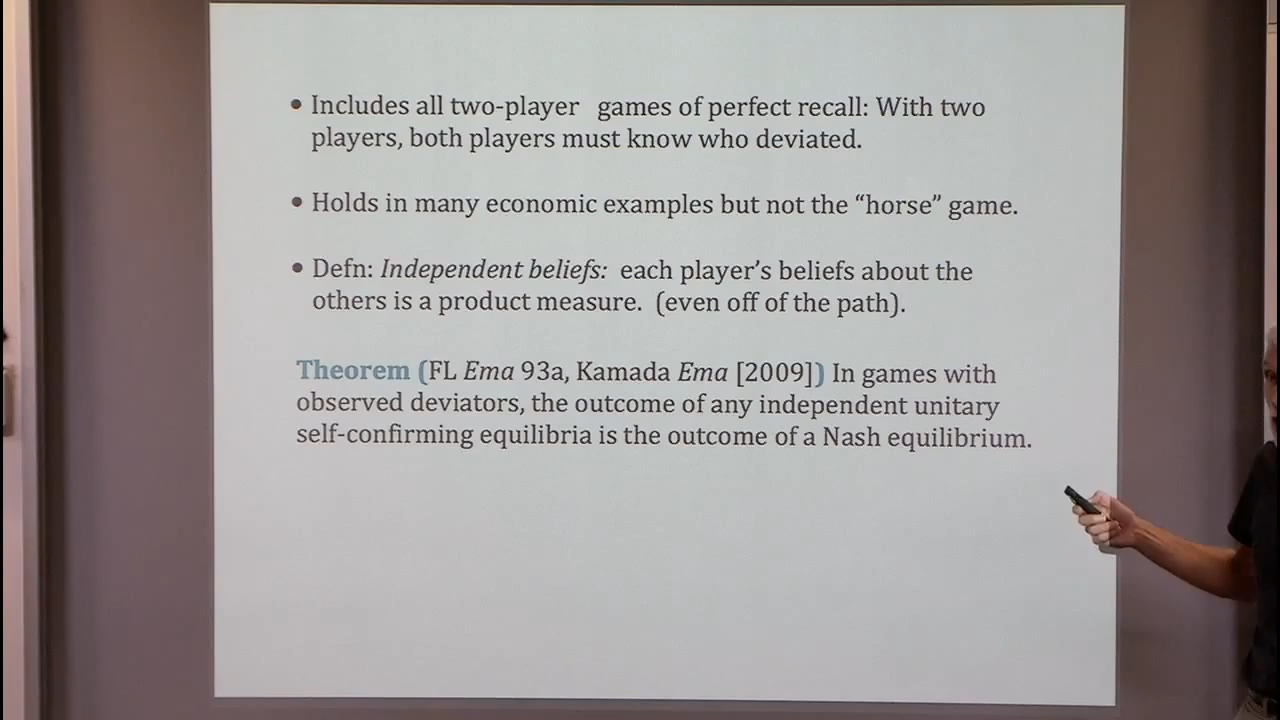 • Includes all two-player games of perfect recall: With two
players, both players must know who deviated.
• Holds in many economic examples but not the “horse” game.
• Defn: Independent beliefs: each player’s beliefs about the
others is a product measure. (even off of the path).
Theorem (FL Ema 93a, Kamada Ema [2009]) In games with
observed deviators, the outcome of any independent unitary
self-confirming equilibria is the outcome of a Nash equilibrium.